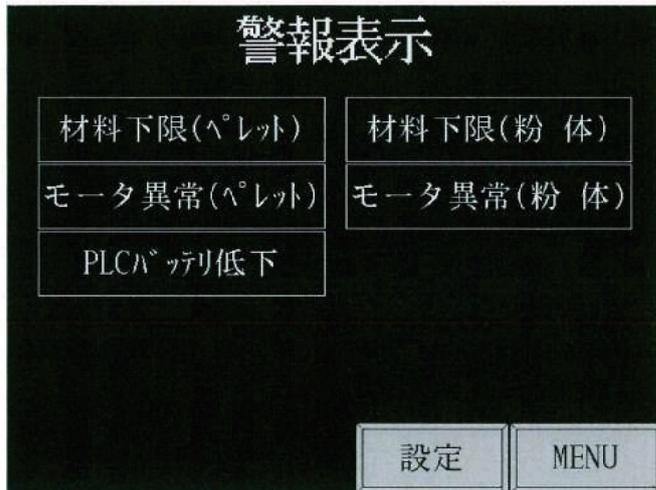 警報表示
材料下限(ﾍﾟﾚｯﾄ) 材料下限(粉 体)
モータ異常(ﾍﾟﾚｯﾄ) モータ異常(粉 体)
PLCﾊﾞｯﾃﾘ低下
設定 MENU